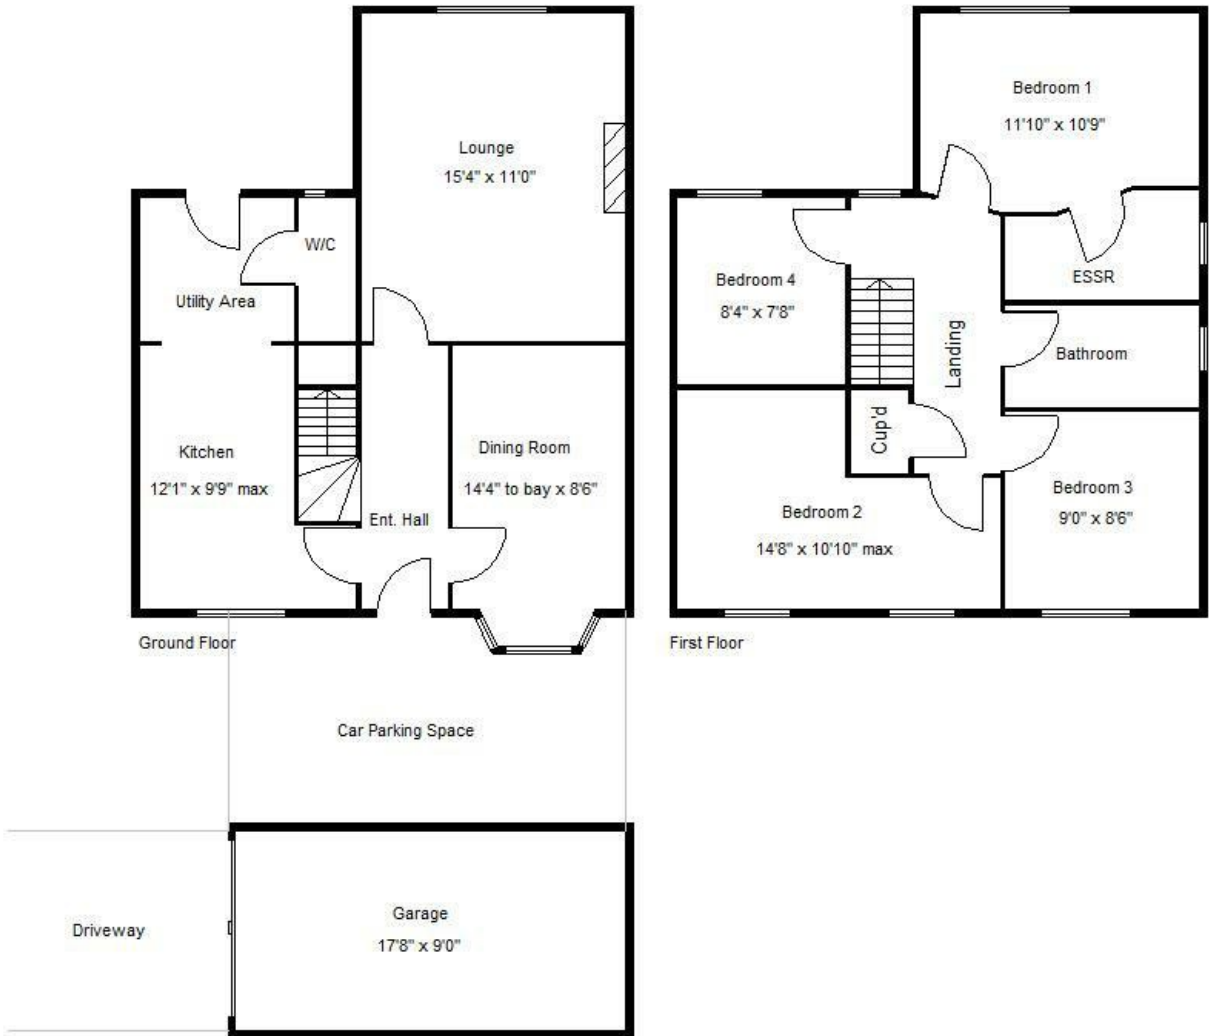 Lounge
15'4" x 11'0"
W/C
Utility Area
Kitchen
12'1" x 9'9" max
Dining Room
14'4" to bay x 8'6"
Ent. Hall
Ground Floor
Bedroom 1
11'10" x 10'9"
ESSR
Bedroom 4
8'4" x 7'8"
Landing
Bathroom
Cup'd
Bedroom 3
9'0" x 8'6"
Bedroom 2
14'8" x 10'10" max
First Floor
Car Parking Space
Driveway
Garage
17'8" x 9'0"